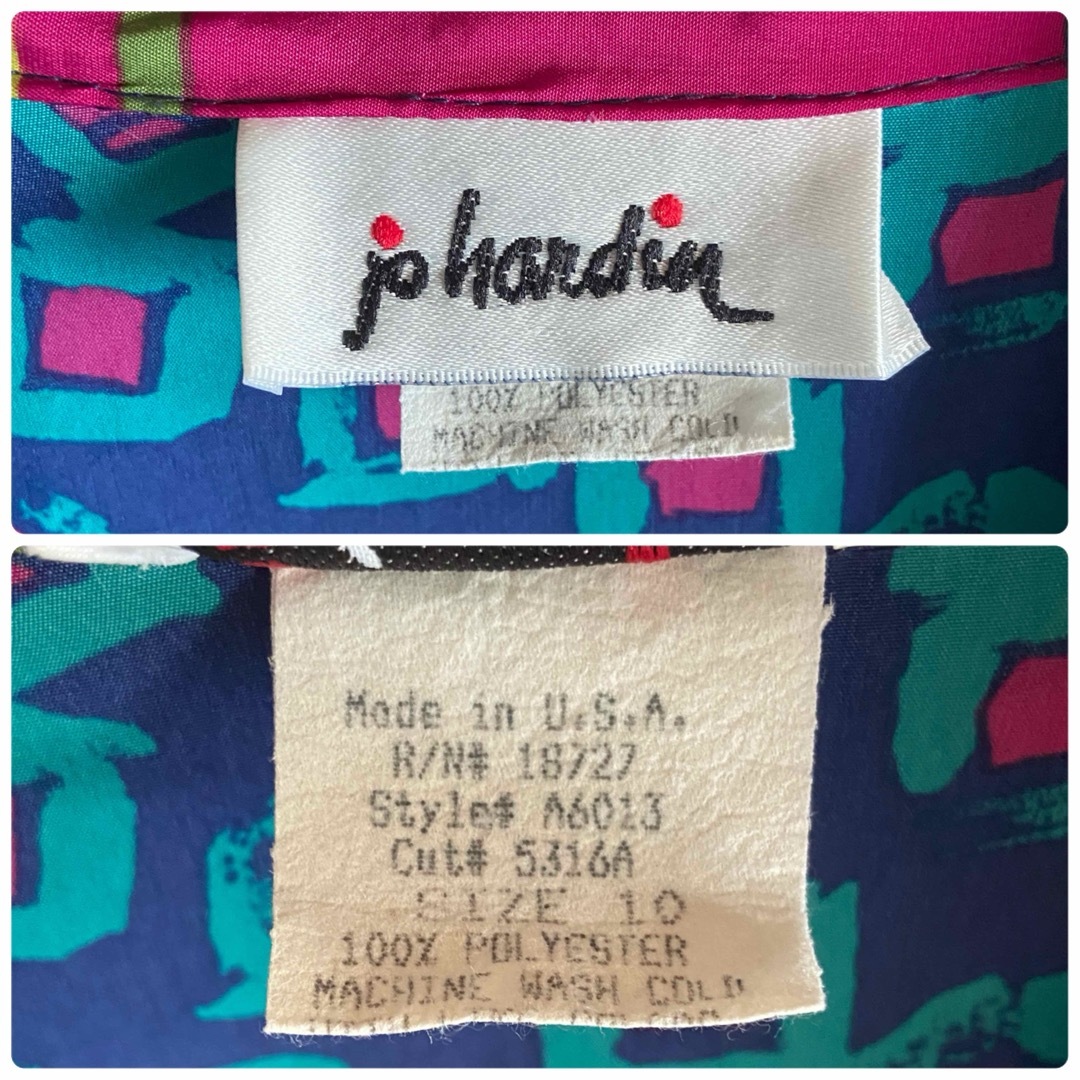 jp hardin
100% POLYESTER
MACHINE WASH COLD
Made in U.S.A.
R/N# 18727
Style# A6013
Cut# 5316A
SIZE 10
100% POLYESTER
MACHINE WASH COLD